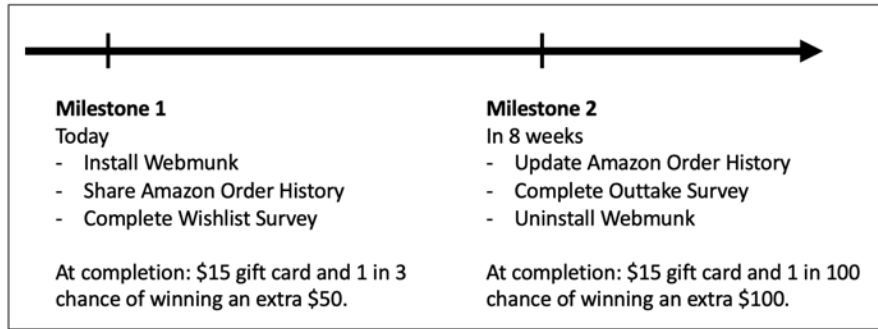 Milestone 1
Today
- Install Webmunk
- Share Amazon Order History
- Complete Wishlist Survey
At completion: $15 gift card and 1 in 3
chance of winning an extra $50.
Milestone 2
In 8 weeks
- Update Amazon Order History
- Complete Outtake Survey
- Uninstall Webmunk
At completion: $15 gift card and 1 in 100
chance of winning an extra $100.